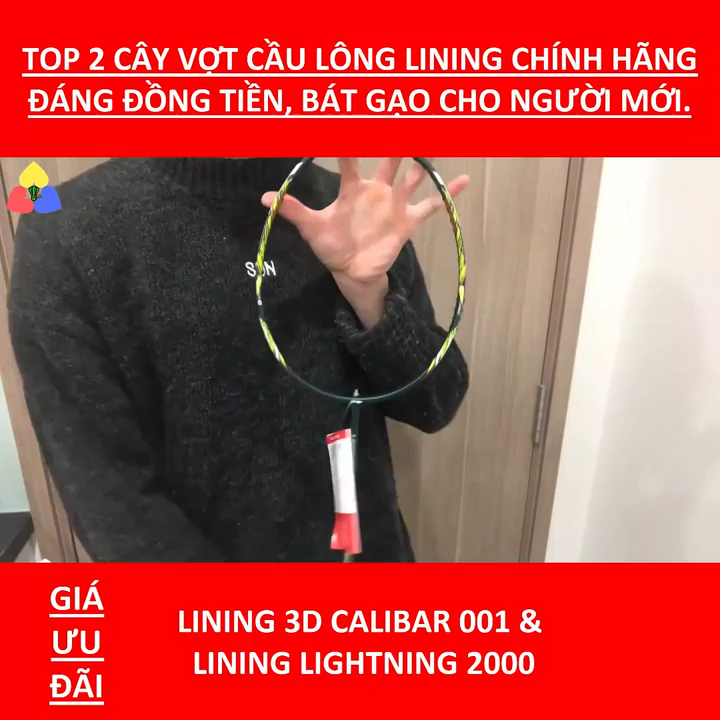 TOP 2 CÂY VỢT CẦU LÔNG LINING CHÍNH HÃNG
ĐÁNG ĐỒNG TIỀN, BÁT GẠO CHO NGƯỜI MỚI.
GIÁ
ƯU
ĐÃI
LINING 3D CALIBAR 001 &
LINING LIGHTNING 2000